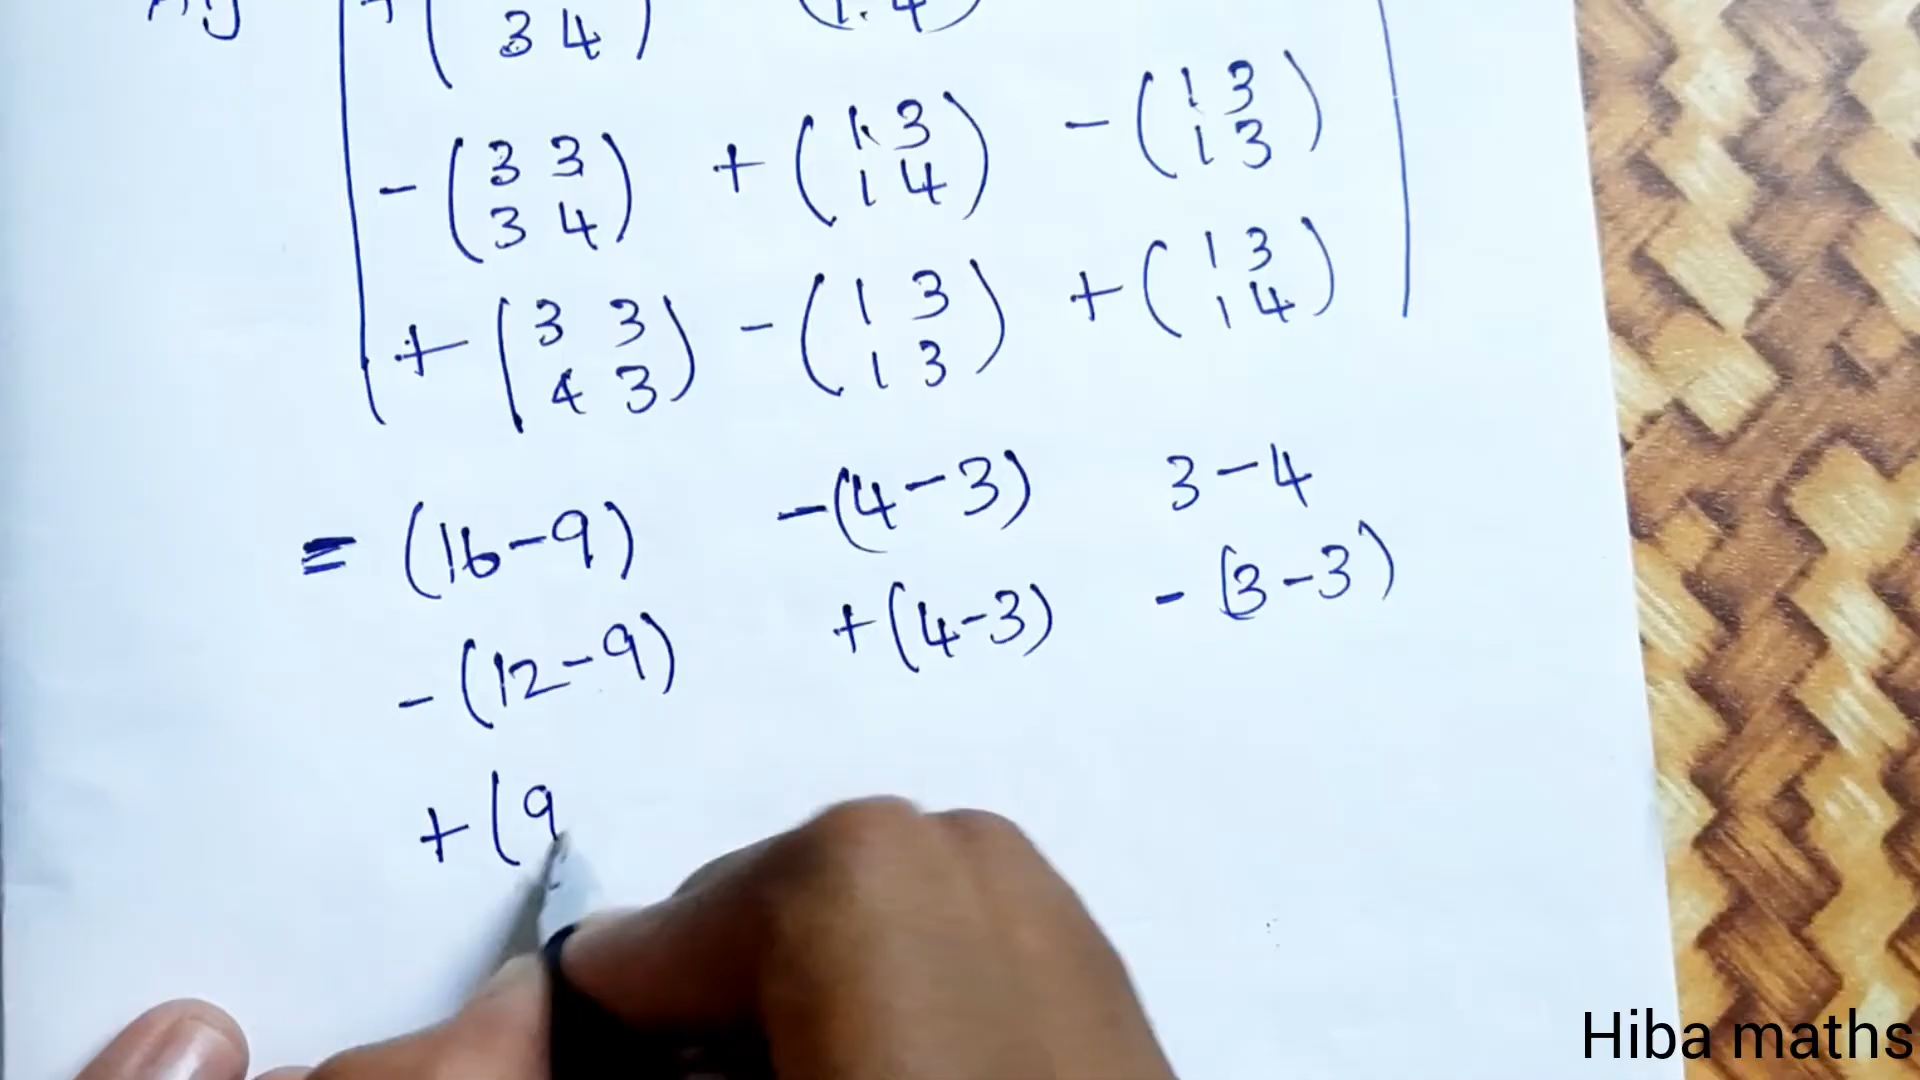 3 4
- (3 3 + (1 3 - (1 3
3 4) 1 4) 1 3)
+ (3 3 - (1 3 + (1 3
4 3) 1 3) 1 4)
= (16-9) -(4-3) 3-4
-(12-9) +(4-3) -(3-3)
+(9
Hiba maths